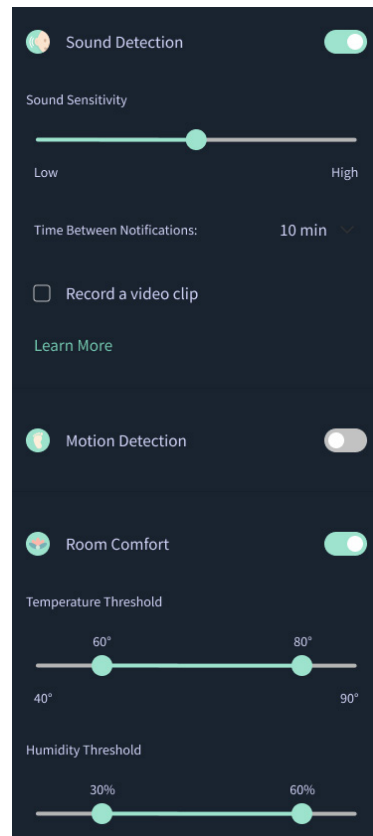 Sound Detection
Sound Sensitivity
Low High
Time Between Notifications: 10 min
Record a video clip
Learn More
Motion Detection
Room Comfort
Temperature Threshold
60° 80°
40° 90°
Humidity Threshold
30% 60%